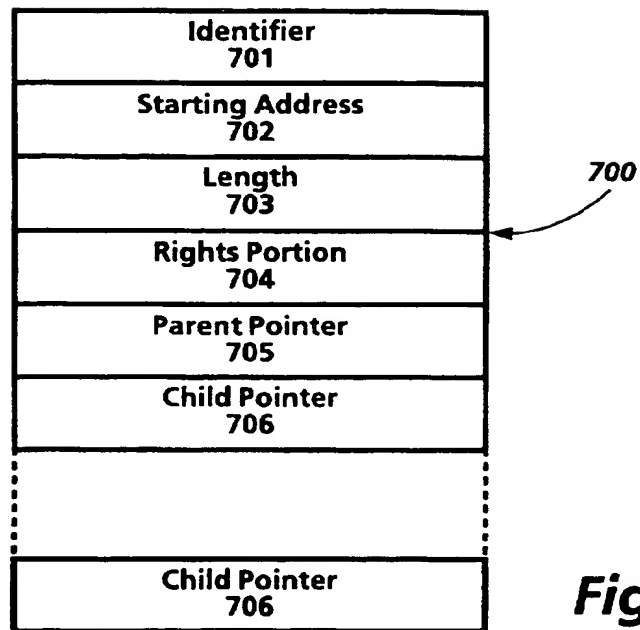 Identifier
701
Starting Address
702
Length
703
700
Rights Portion
704
Parent Pointer
705
Child Pointer
706
Child Pointer
706
Fig